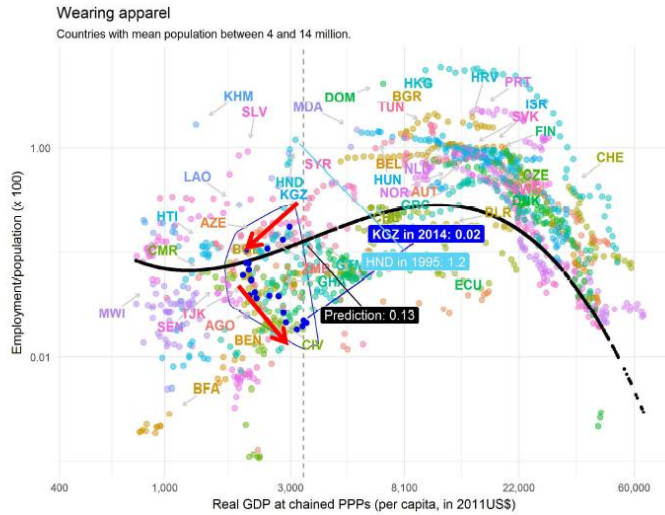 Wearing apparel
Countries with mean population between 4 and 14 million.
Employment/population (x 100)
1.00
0.01
KHM
SLV
DOM
HKG
BGR
HRV
PRT
MDA
TUN
ISR
SVK
FIN
LAO
SYR
BEL
NLD
CHE
HND
KGZ
HUN
NOR
AUT
CZE
DNK
HTI
AZE
GRC
KGZ in 2014: 0.02
CMR
HND in 1995: 1.2
ECU
MWI
SEN
TJK
AGO
Prediction: 0.13
BEN
CIV
BFA
400
1,000
3,000
8,100
22,000
60,000
Real GDP at chained PPPs (per capita, in 2011US$)